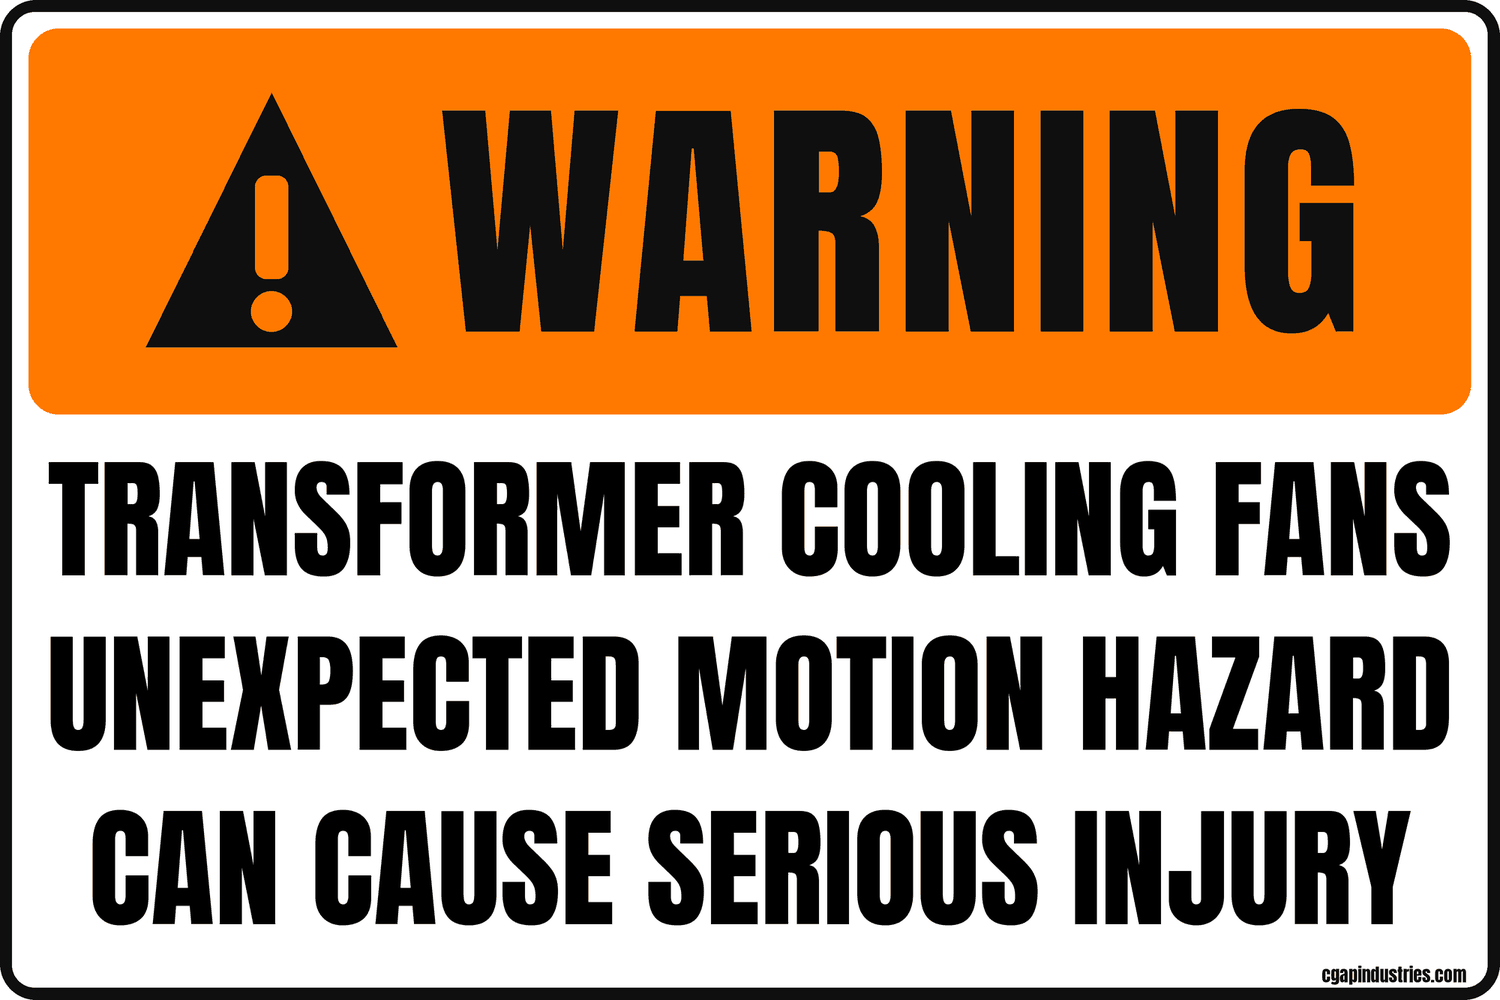 WARNING
TRANSFORMER COOLING FANS
UNEXPECTED MOTION HAZARD
CAN CAUSE SERIOUS INJURY
cgapindustries.com